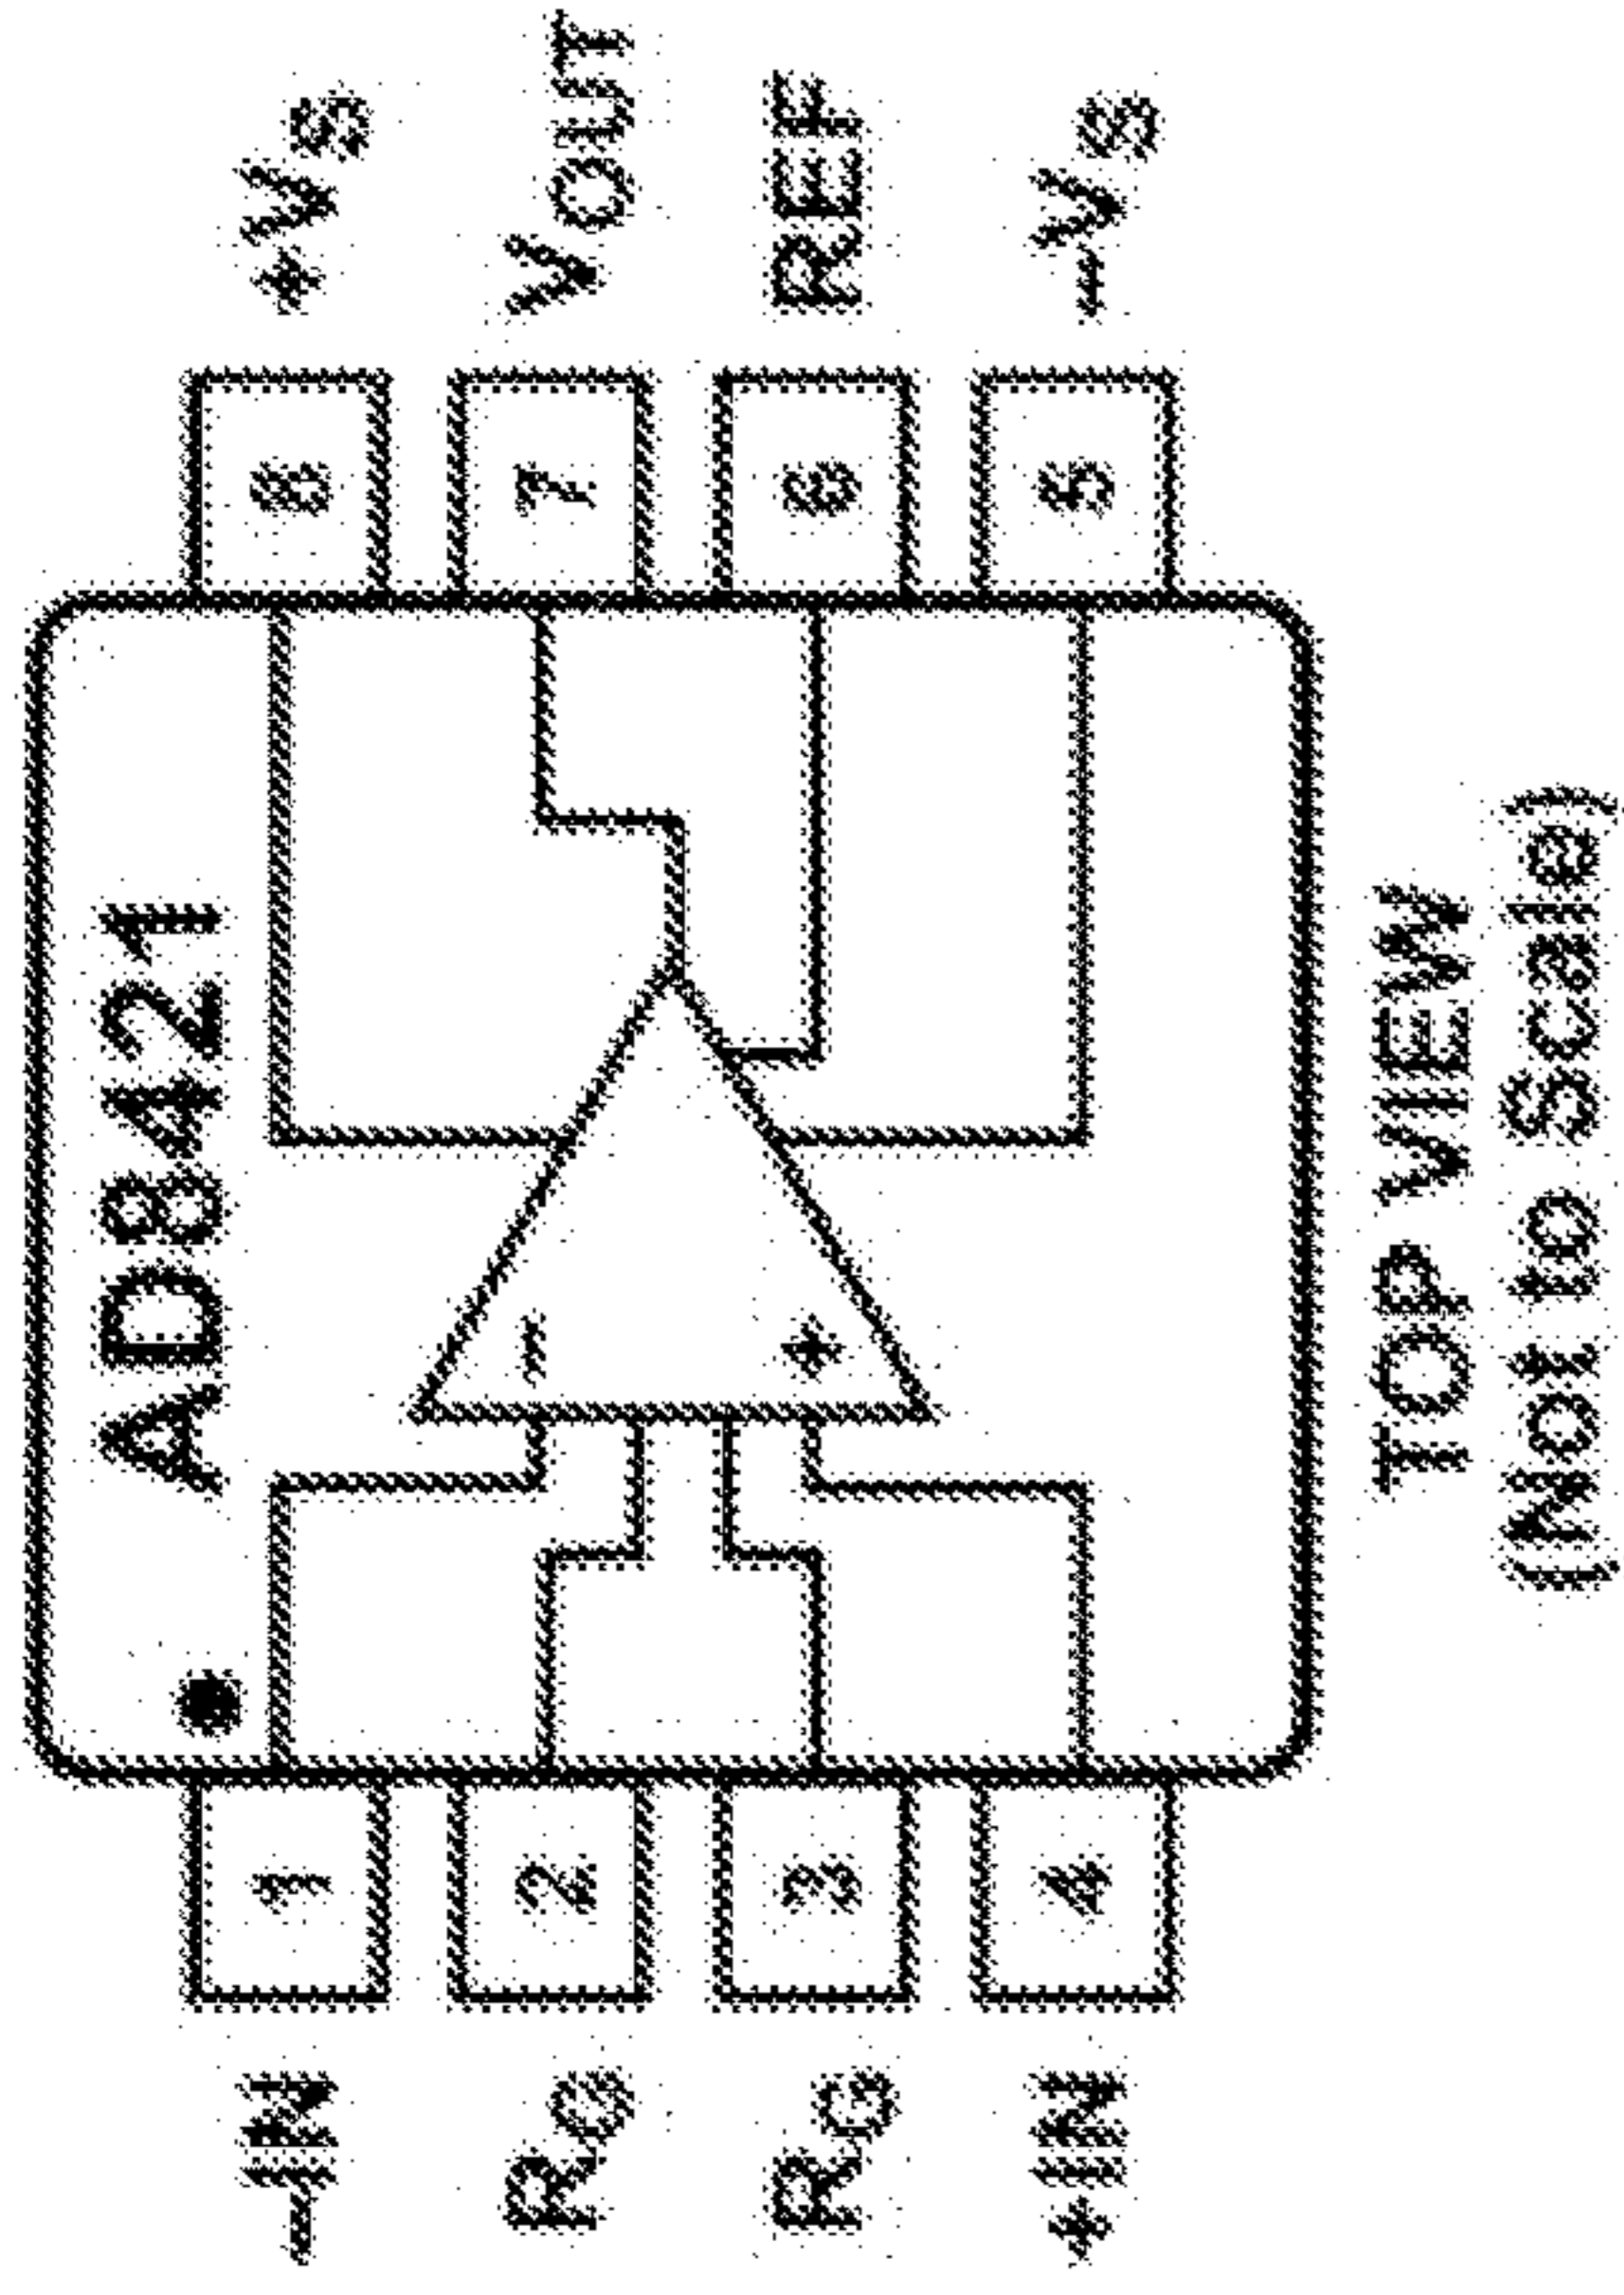 AD8421
−IN 1 8 +VS
RG 2 7 VOUT
RG 3 6 REF
+IN 4 5 −VS
− 
+
TOP VIEW
(Not to Scale)